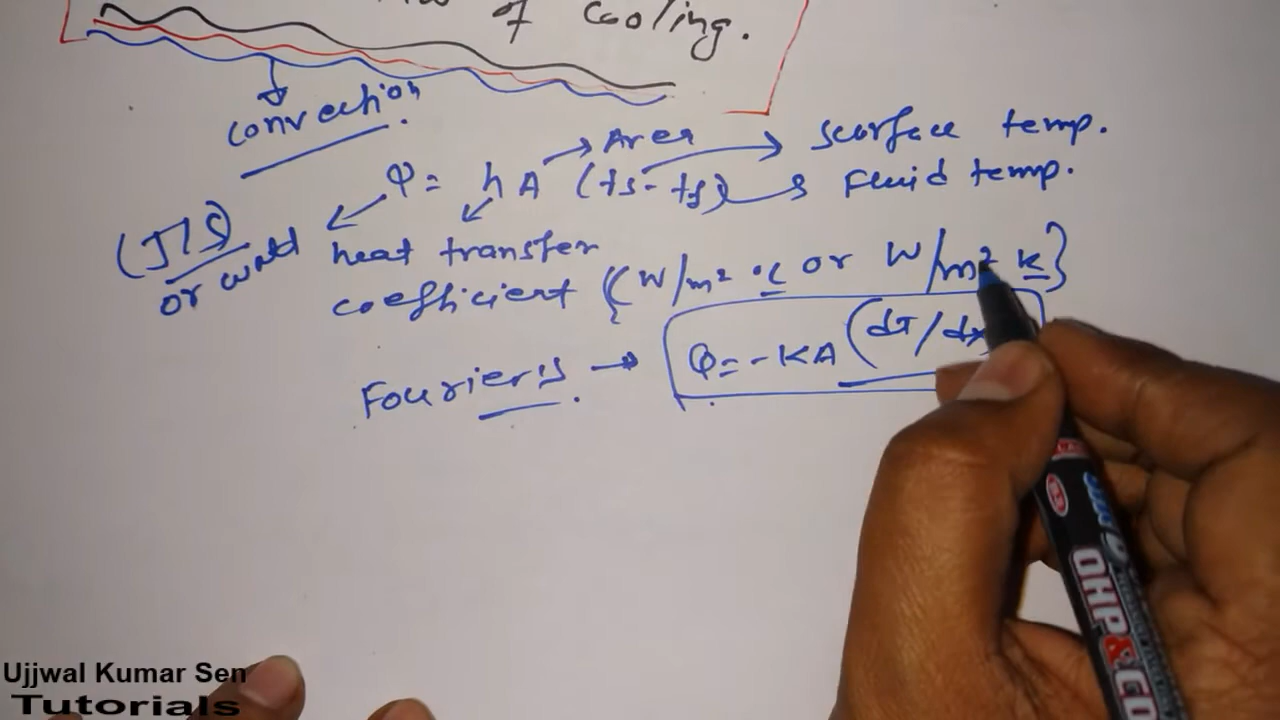 of cooling.
convection.
Area
surface temp.
Q = h A (ts - tf)
Fluid temp.
(J/S)
or watt
heat transfer
coefficient (W/m² °c or W/m² k)
Fourier's → Q = -KA (dT/dx
OHP&CD
Ujjwal Kumar Sen
Tutorials